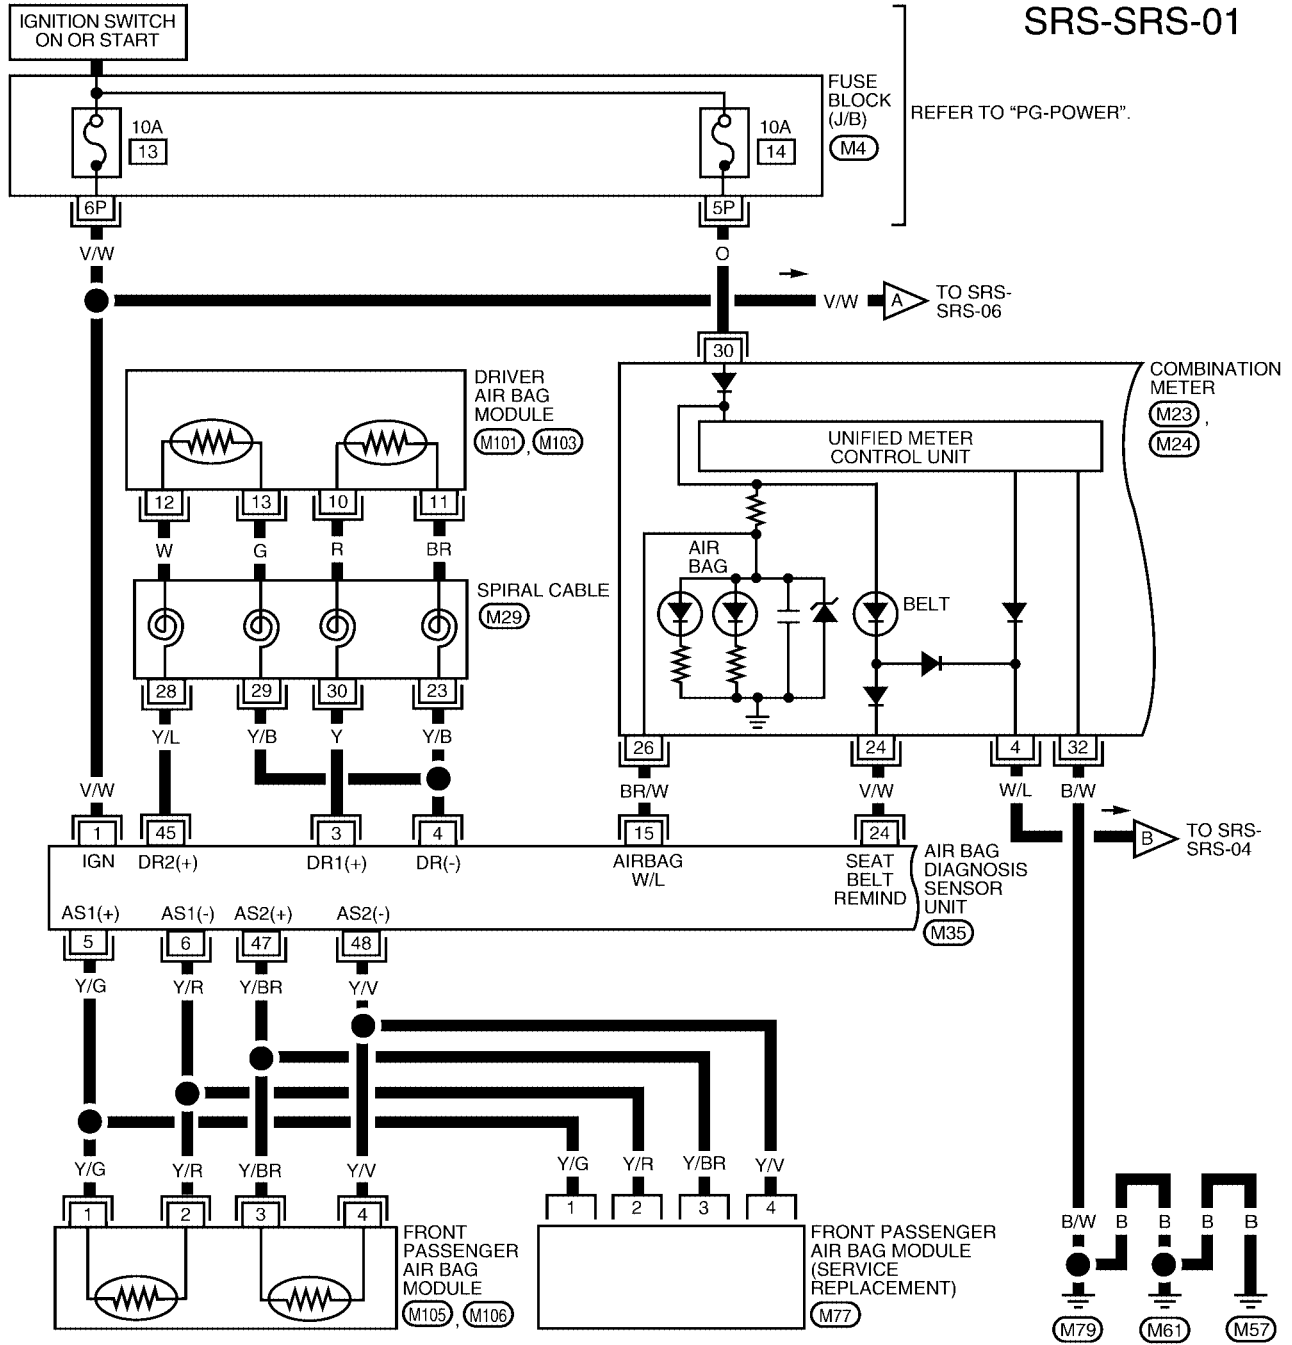 SRS-SRS-01
IGNITION SWITCH
ON OR START
FUSE
BLOCK
(J/B)
M4
REFER TO “PG-POWER”.
10A
13
10A
14
6P
5P
V/W
O
V/W
A
TO SRS-
SRS-06
30
DRIVER
AIR BAG
MODULE
M101 , M103
COMBINATION
METER
M23 ,
M24
UNIFIED METER
CONTROL UNIT
12
13
10
11
W
G
R
BR
AIR
BAG
BELT
SPIRAL CABLE
M29
28
29
30
23
Y/L
Y/B
Y
Y/B
26
24
4
32
BR/W
V/W
W/L
B/W
V/W
1
45
3
4
15
24
B
TO SRS-
SRS-04
IGN
DR2(+)
DR1(+)
DR(-)
AIRBAG
W/L
SEAT
BELT
REMIND
AIR BAG
DIAGNOSIS
SENSOR
UNIT
M35
AS1(+)
AS1(-)
AS2(+)
AS2(-)
5
6
47
48
Y/G
Y/R
Y/BR
Y/V
Y/G
Y/R
Y/BR
Y/V
Y/G
Y/R
Y/BR
Y/V
1
2
3
4
1
2
3
4
FRONT
PASSENGER
AIR BAG
MODULE
M105 , M106
FRONT PASSENGER
AIR BAG MODULE
(SERVICE
REPLACEMENT)
M77
B/W
B
B
B
B
M79
M61
M57